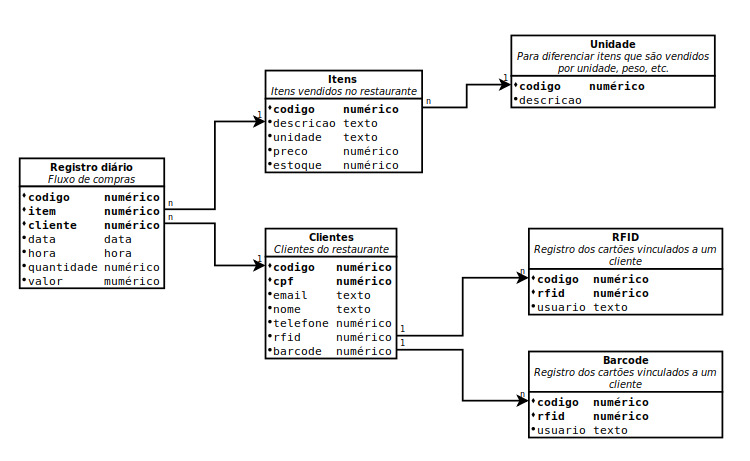 Registro diário
Fluxo de compras
codigo numérico
item numérico
cliente numérico
data data
hora hora
quantidade numérico
valor mumérico
n
n
1
1
Itens
Itens vendidos no restaurante
codigo numérico
descricao texto
unidade texto
preco numérico
estoque numérico
n
1
Unidade
Para diferenciar itens que são vendidos
por unidade, peso, etc.
codigo numérico
descricao
Clientes
Clientes do restaurante
codigo numérico
cpf numérico
email texto
nome texto
telefone numérico
rfid numérico
barcode numérico
1
1
n
n
RFID
Registro dos cartões vinculados a um
cliente
codigo numérico
rfid numérico
usuario texto
Barcode
Registro dos cartões vinculados a um
cliente
codigo numérico
rfid numérico
usuario texto